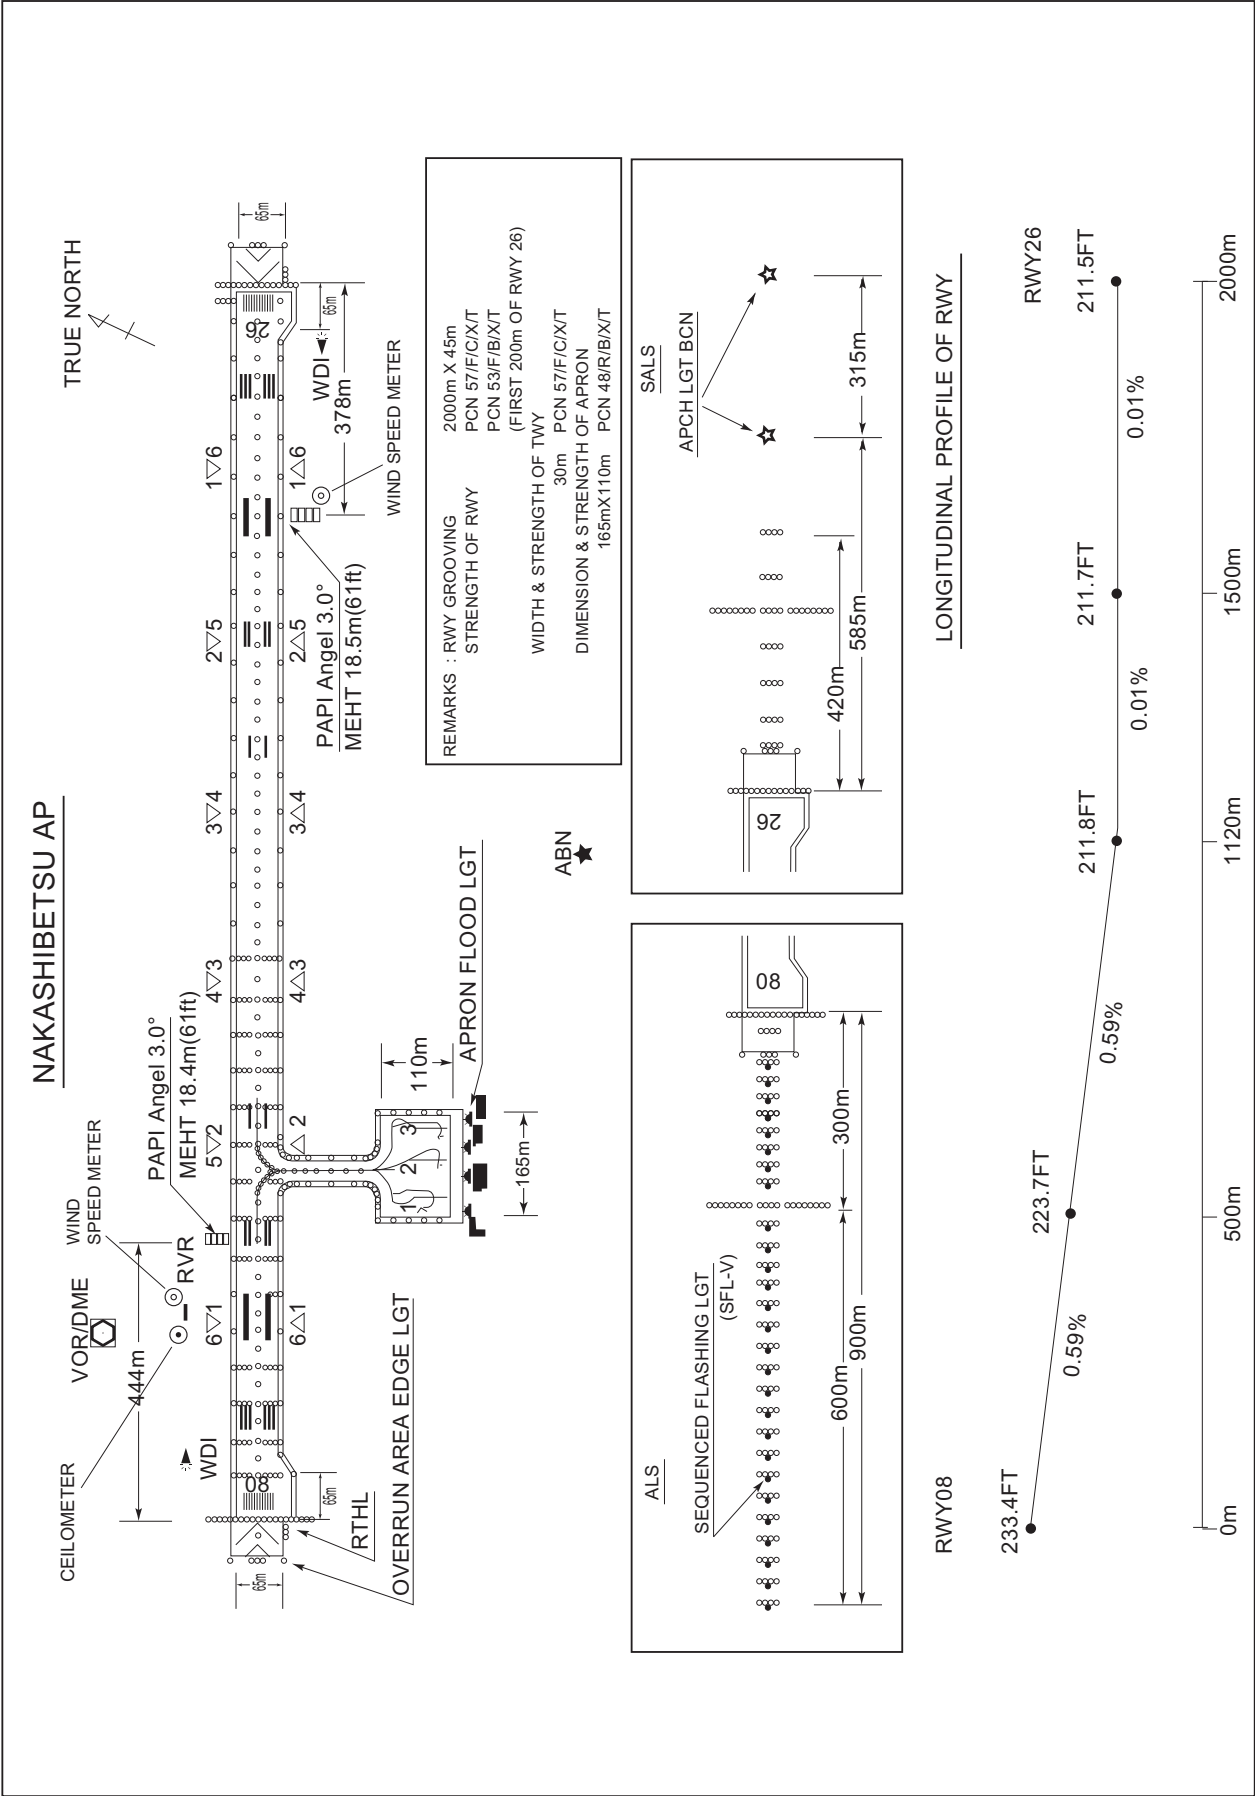 NAKASHIBETSU AP
TRUE NORTH
CEILOMETER
VOR/DME
WIND
SPEED METER
444m
RVR
PAPI Angel 3.0°
MEHT 18.4m(61ft)
WDI
6 1
5 2
4 3
3 4
2 5
1 6
65m
08
26
65m
65m
65m
6 1
2
4 3
3 4
2 5
1 6
WDI
378m
WIND SPEED METER
PAPI Angel 3.0°
MEHT 18.5m(61ft)
RTHL
OVERRUN AREA EDGE LGT
1 2 3
110m
165m
APRON FLOOD LGT
ABN
REMARKS : RWY GROOVING 2000m X 45m
STRENGTH OF RWY PCN 57/F/C/X/T
PCN 53/F/B/X/T
(FIRST 200m OF RWY 26)
WIDTH & STRENGTH OF TWY
30m PCN 57/F/C/X/T
DIMENSION & STRENGTH OF APRON
165mX110m PCN 48/R/B/X/T
ALS
SEQUENCED FLASHING LGT
(SFL-V)
08
600m
300m
900m
SALS
APCH LGT BCN
26
420m
585m
315m
LONGITUDINAL PROFILE OF RWY
RWY08
RWY26
233.4FT
223.7FT
211.8FT
211.7FT
211.5FT
0.59%
0.59%
0.01%
0.01%
0m
500m
1120m
1500m
2000m